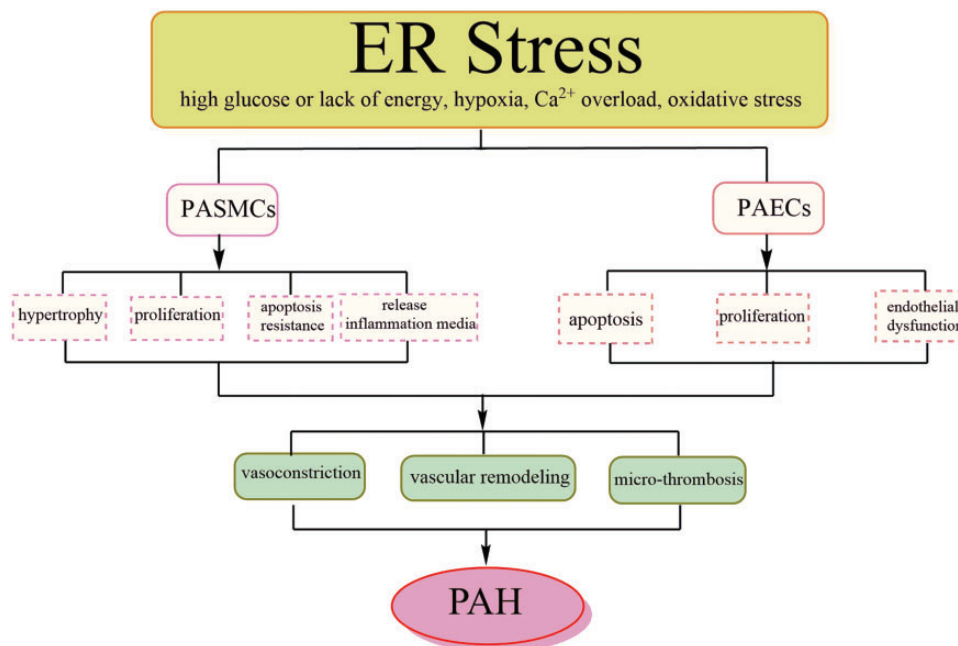 ER Stress
high glucose or lack of energy, hypoxia, Ca²⁺ overload, oxidative stress
PASMCs
PAECs
hypertrophy
proliferation
apoptosis
resistance
release
inflammation media
apoptosis
proliferation
endothelial
dysfunction
vasoconstriction
vascular remodeling
micro-thrombosis
PAH